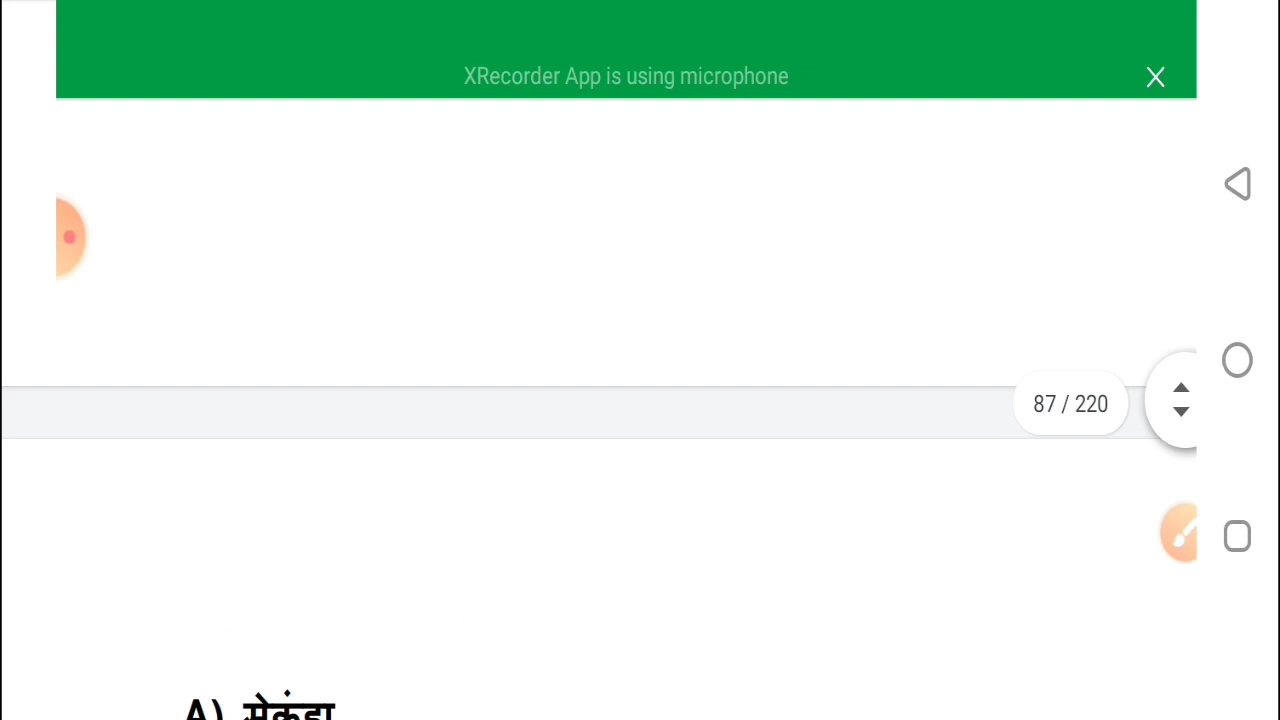 XRecorder App is using microphone
87 / 220
A) सेकंडा